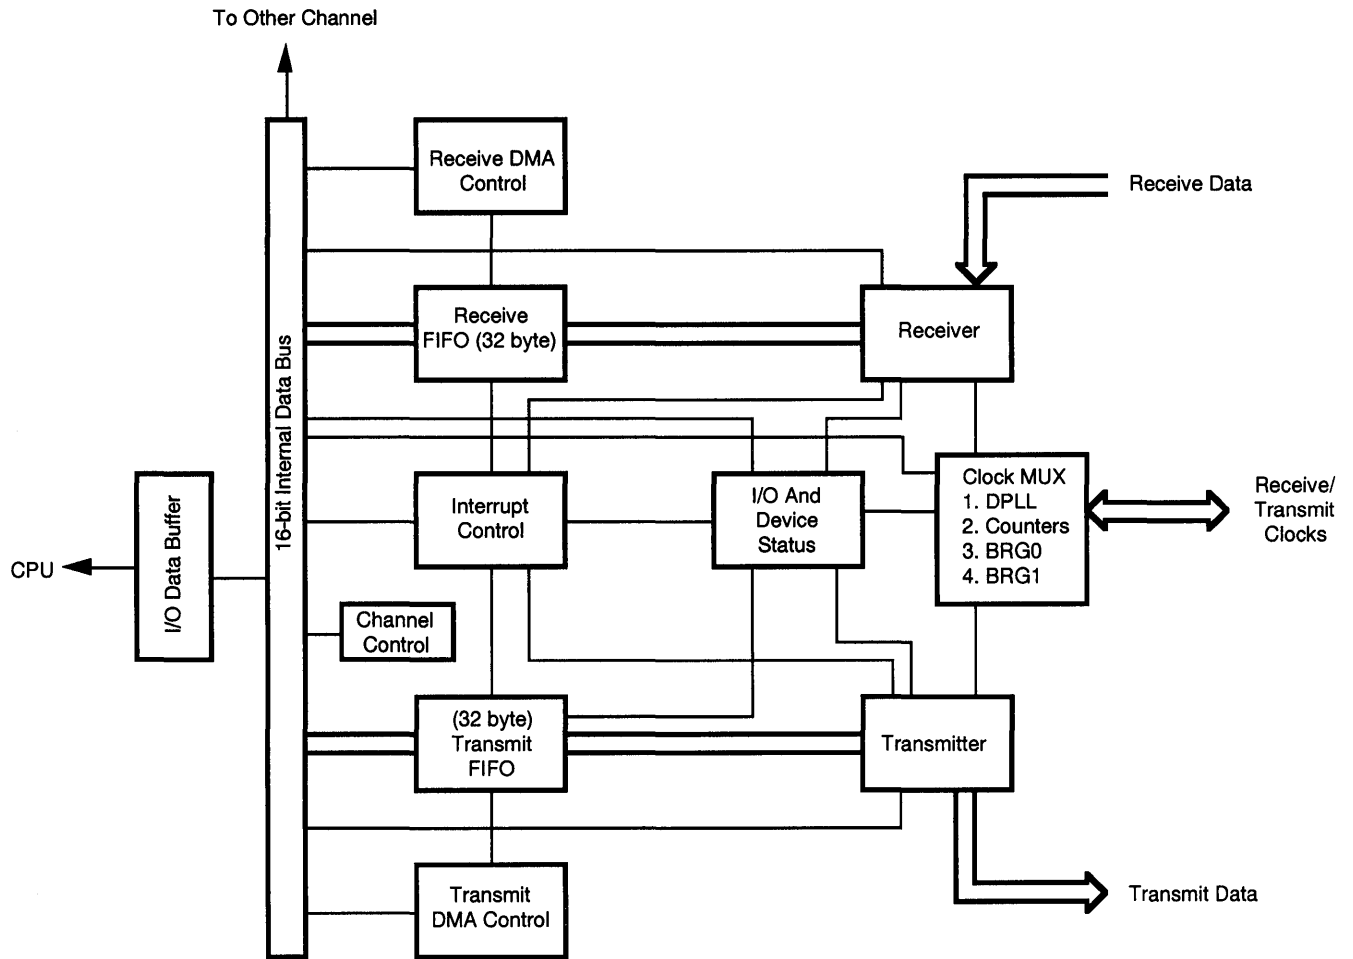 To Other Channel
Receive DMA
Control
Receive Data
Receive
FIFO (32 byte)
Receiver
16-bit Internal Data Bus
Clock MUX
1. DPLL
2. Counters
3. BRG0
4. BRG1
Receive/
Transmit
Clocks
Interrupt
Control
I/O And
Device
Status
CPU
I/O Data Buffer
Channel
Control
(32 byte)
Transmit
FIFO
Transmitter
Transmit
DMA Control
Transmit Data